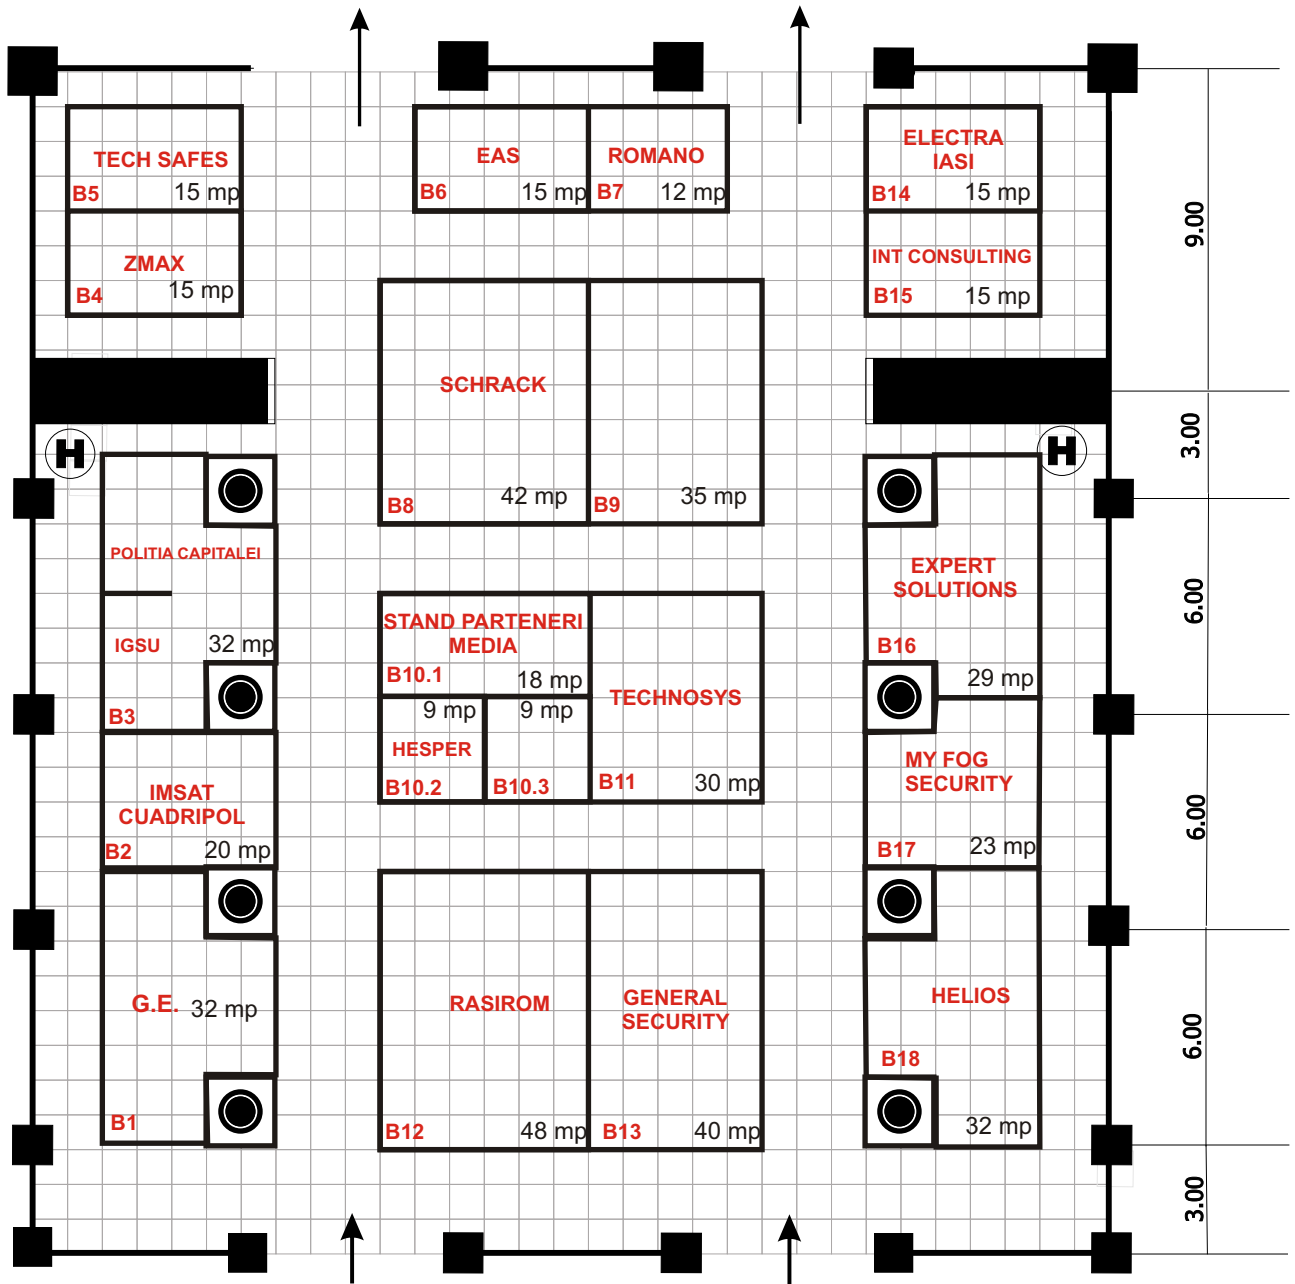 TECH SAFES
B5 15 mp
ZMAX
B4 15 mp
EAS
B6 15 mp
ROMANO
B7 12 mp
ELECTRA
IASI
B14 15 mp
INT CONSULTING
B15 15 mp
9.00
SCHRACK
B8 42 mp
B9 35 mp
3.00
H
H
POLITIA CAPITALEI
IGSU 32 mp
B3
STAND PARTENERI
MEDIA
B10.1 18 mp
9 mp
HESPER
B10.2
9 mp
B10.3
TECHNOSYS
B11 30 mp
EXPERT
SOLUTIONS
B16
29 mp
6.00
IMSAT
CUADRIPOL
B2 20 mp
MY FOG
SECURITY
B17 23 mp
6.00
G.E. 32 mp
B1
RASIROM
B12 48 mp
GENERAL
SECURITY
B13 40 mp
HELIOS
B18
32 mp
6.00
3.00